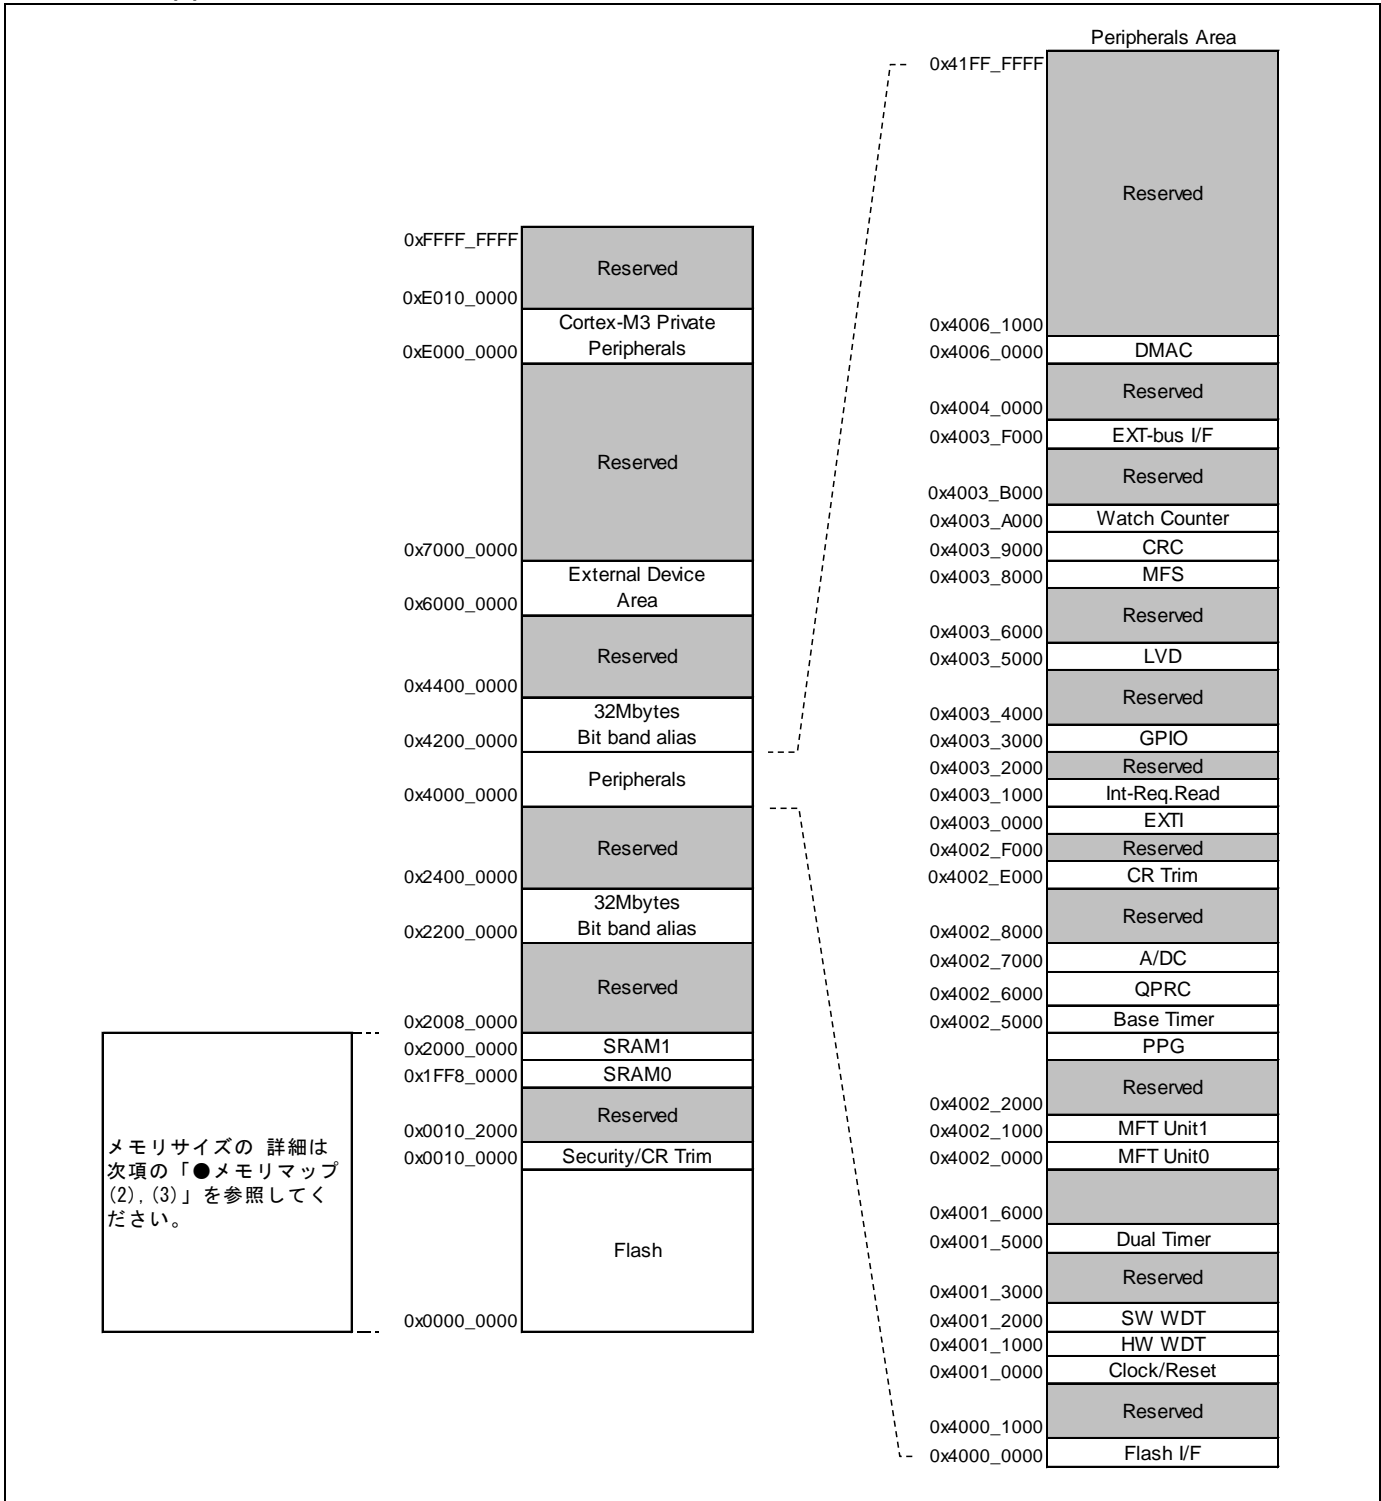 Peripherals Area
0x41FF_FFFF
Reserved
0x4006_1000
0x4006_0000 DMAC
Reserved
0x4004_0000
0x4003_F000 EXT-bus I/F
Reserved
0x4003_B000
0x4003_A000 Watch Counter
0x4003_9000 CRC
0x4003_8000 MFS
Reserved
0x4003_6000
0x4003_5000 LVD
Reserved
0x4003_4000
0x4003_3000 GPIO
0x4003_2000 Reserved
0x4003_1000 Int-Req.Read
0x4003_0000 EXTI
0x4002_F000 Reserved
0x4002_E000 CR Trim
Reserved
0x4002_8000
0x4002_7000 A/DC
0x4002_6000 QPRC
0x4002_5000 Base Timer
PPG
Reserved
0x4002_2000
0x4002_1000 MFT Unit1
0x4002_0000 MFT Unit0
0x4001_6000
0x4001_5000 Dual Timer
Reserved
0x4001_3000
0x4001_2000 SW WDT
0x4001_1000 HW WDT
0x4001_0000 Clock/Reset
Reserved
0x4000_1000
0x4000_0000 Flash I/F
0xFFFF_FFFF
Reserved
0xE010_0000
Cortex-M3 Private
0xE000_0000 Peripherals
Reserved
0x7000_0000
External Device
0x6000_0000 Area
Reserved
0x4400_0000
32Mbytes
0x4200_0000 Bit band alias
Peripherals
0x4000_0000
Reserved
0x2400_0000
32Mbytes
0x2200_0000 Bit band alias
Reserved
0x2008_0000
0x2000_0000 SRAM1
0x1FF8_0000 SRAM0
Reserved
0x0010_2000
0x0010_0000 Security/CR Trim
Flash
0x0000_0000
メモリサイズの 詳細は
次項の「●メモリマップ
(2),(3)」を参照してく
ださい。